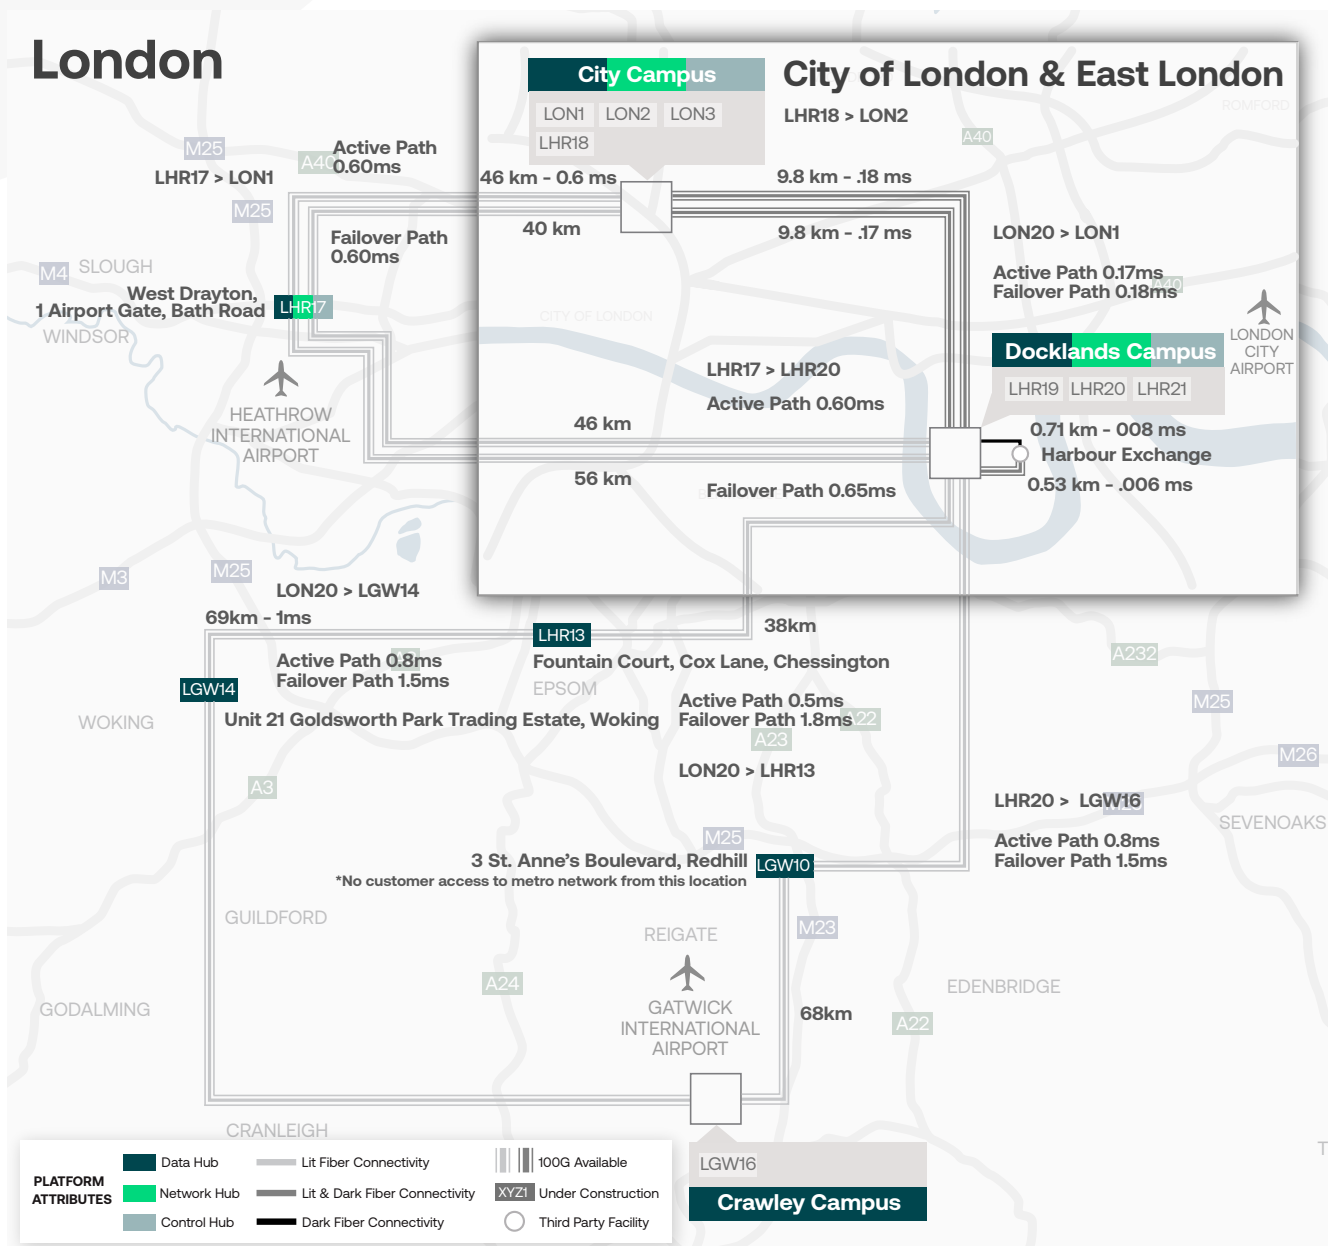 London
City Campus
City of London & East London
LON1 LON2 LON3
LHR18
LHR18 > LON2
ROMFORD
A40
M25
A40
Active Path
0.60ms
LHR17 > LON1
46 km - 0.6 ms
9.8 km - .18 ms
M25
40 km
9.8 km - .17 ms
LON20 > LON1
Failover Path
0.60ms
Active Path 0.17ms
Failover Path 0.18ms
A40
M4
SLOUGH
West Drayton,
1 Airport Gate, Bath Road
LHR17
WINDSOR
CITY OF LONDON
LONDON
CITY
AIRPORT
Docklands Campus
LHR19 LHR20 LHR21
LHR17 > LHR20
Active Path 0.60ms
HEATHROW
INTERNATIONAL
AIRPORT
46 km
0.71 km - 008 ms
Harbour Exchange
56 km
Failover Path 0.65ms
0.53 km - .006 ms
M3
M25
LON20 > LGW14
69km - 1ms
LHR13
38km
Active Path 0.8ms
Failover Path 1.5ms
Fountain Court, Cox Lane, Chessington
A232
LGW14
EPSOM
M25
Active Path 0.5ms
Failover Path 1.8ms
A22
WOKING
Unit 21 Goldsworth Park Trading Estate, Woking
A23
M26
LON20 > LHR13
A3
LHR20 > LGW16
SEVENOAKS
M25
Active Path 0.8ms
Failover Path 1.5ms
3 St. Anne's Boulevard, Redhill
LGW10
*No customer access to metro network from this location
GUILDFORD
M23
REIGATE
A24
EDENBRIDGE
GODALMING
GATWICK
INTERNATIONAL
AIRPORT
68km
A22
CRANLEIGH
LGW16
Crawley Campus
PLATFORM
ATTRIBUTES
Data Hub
Network Hub
Control Hub
Lit Fiber Connectivity
Lit & Dark Fiber Connectivity
Dark Fiber Connectivity
100G Available
XYZ1 Under Construction
Third Party Facility